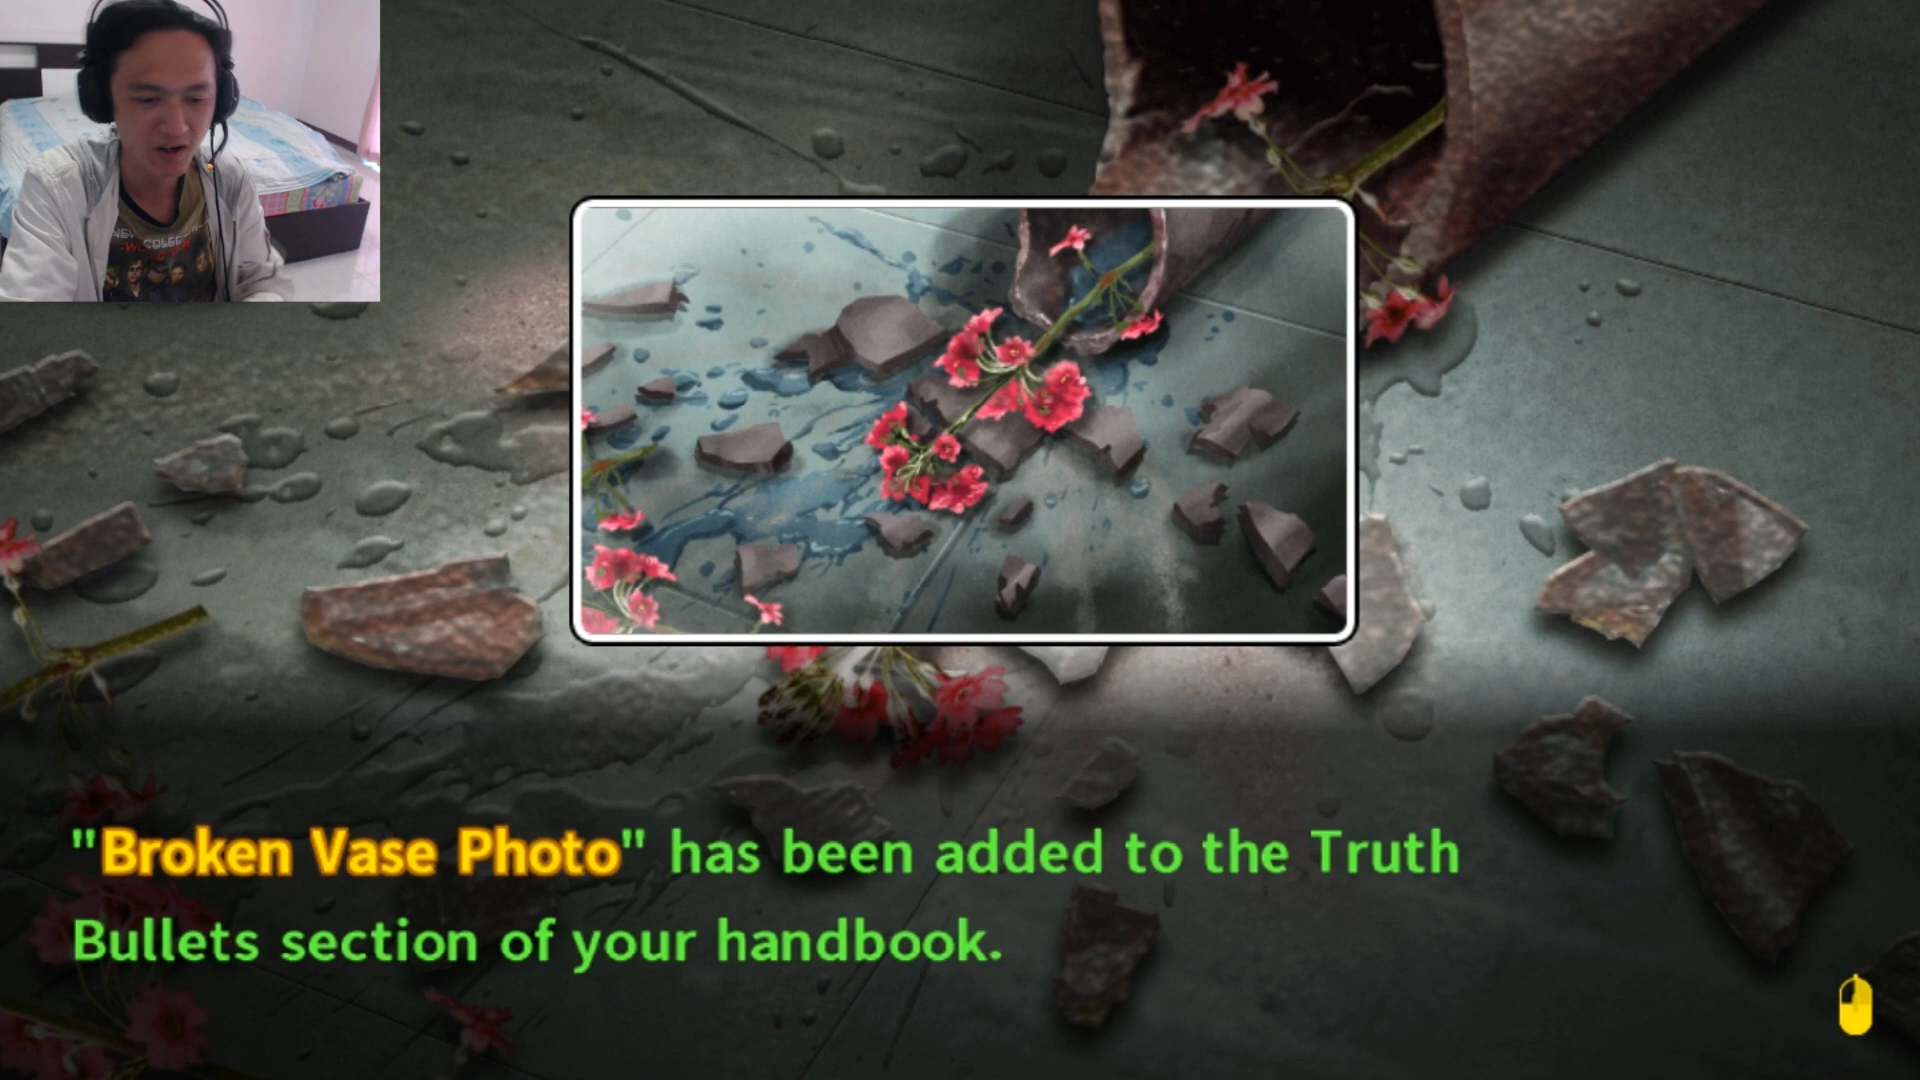 "Broken Vase Photo" has been added to the Truth
Bullets section of your handbook.